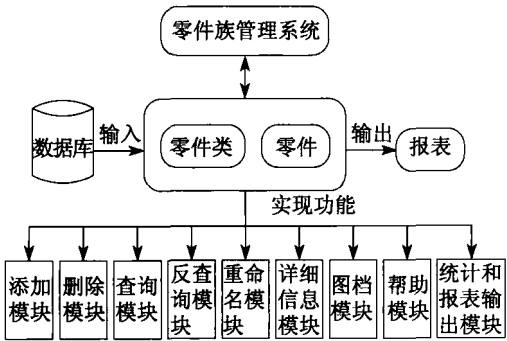 零件族管理系统
数据库
输入
零件类
零件
输出
报表
实现功能
添加
模块
删除
模块
查询
模块
反查
询模
块
重命
名模
块
详细
信息
模块
图档
模块
帮助
模块
统计和
报表输
出模块